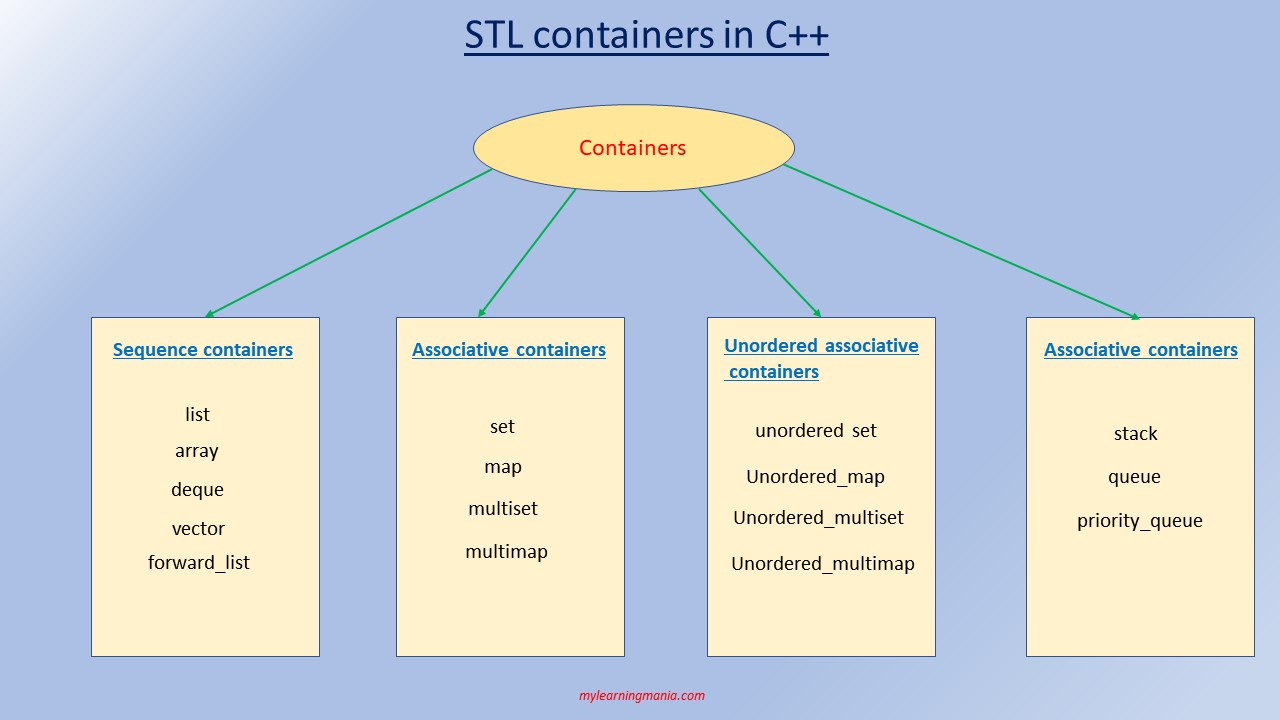 STL containers in C++
Containers
Sequence containers
list
array
deque
vector
forward_list
Associative containers
set
map
multiset
multimap
Unordered associative
containers
unordered set
Unordered_map
Unordered_multiset
Unordered_multimap
Associative containers
stack
queue
priority_queue
mylearningmania.com